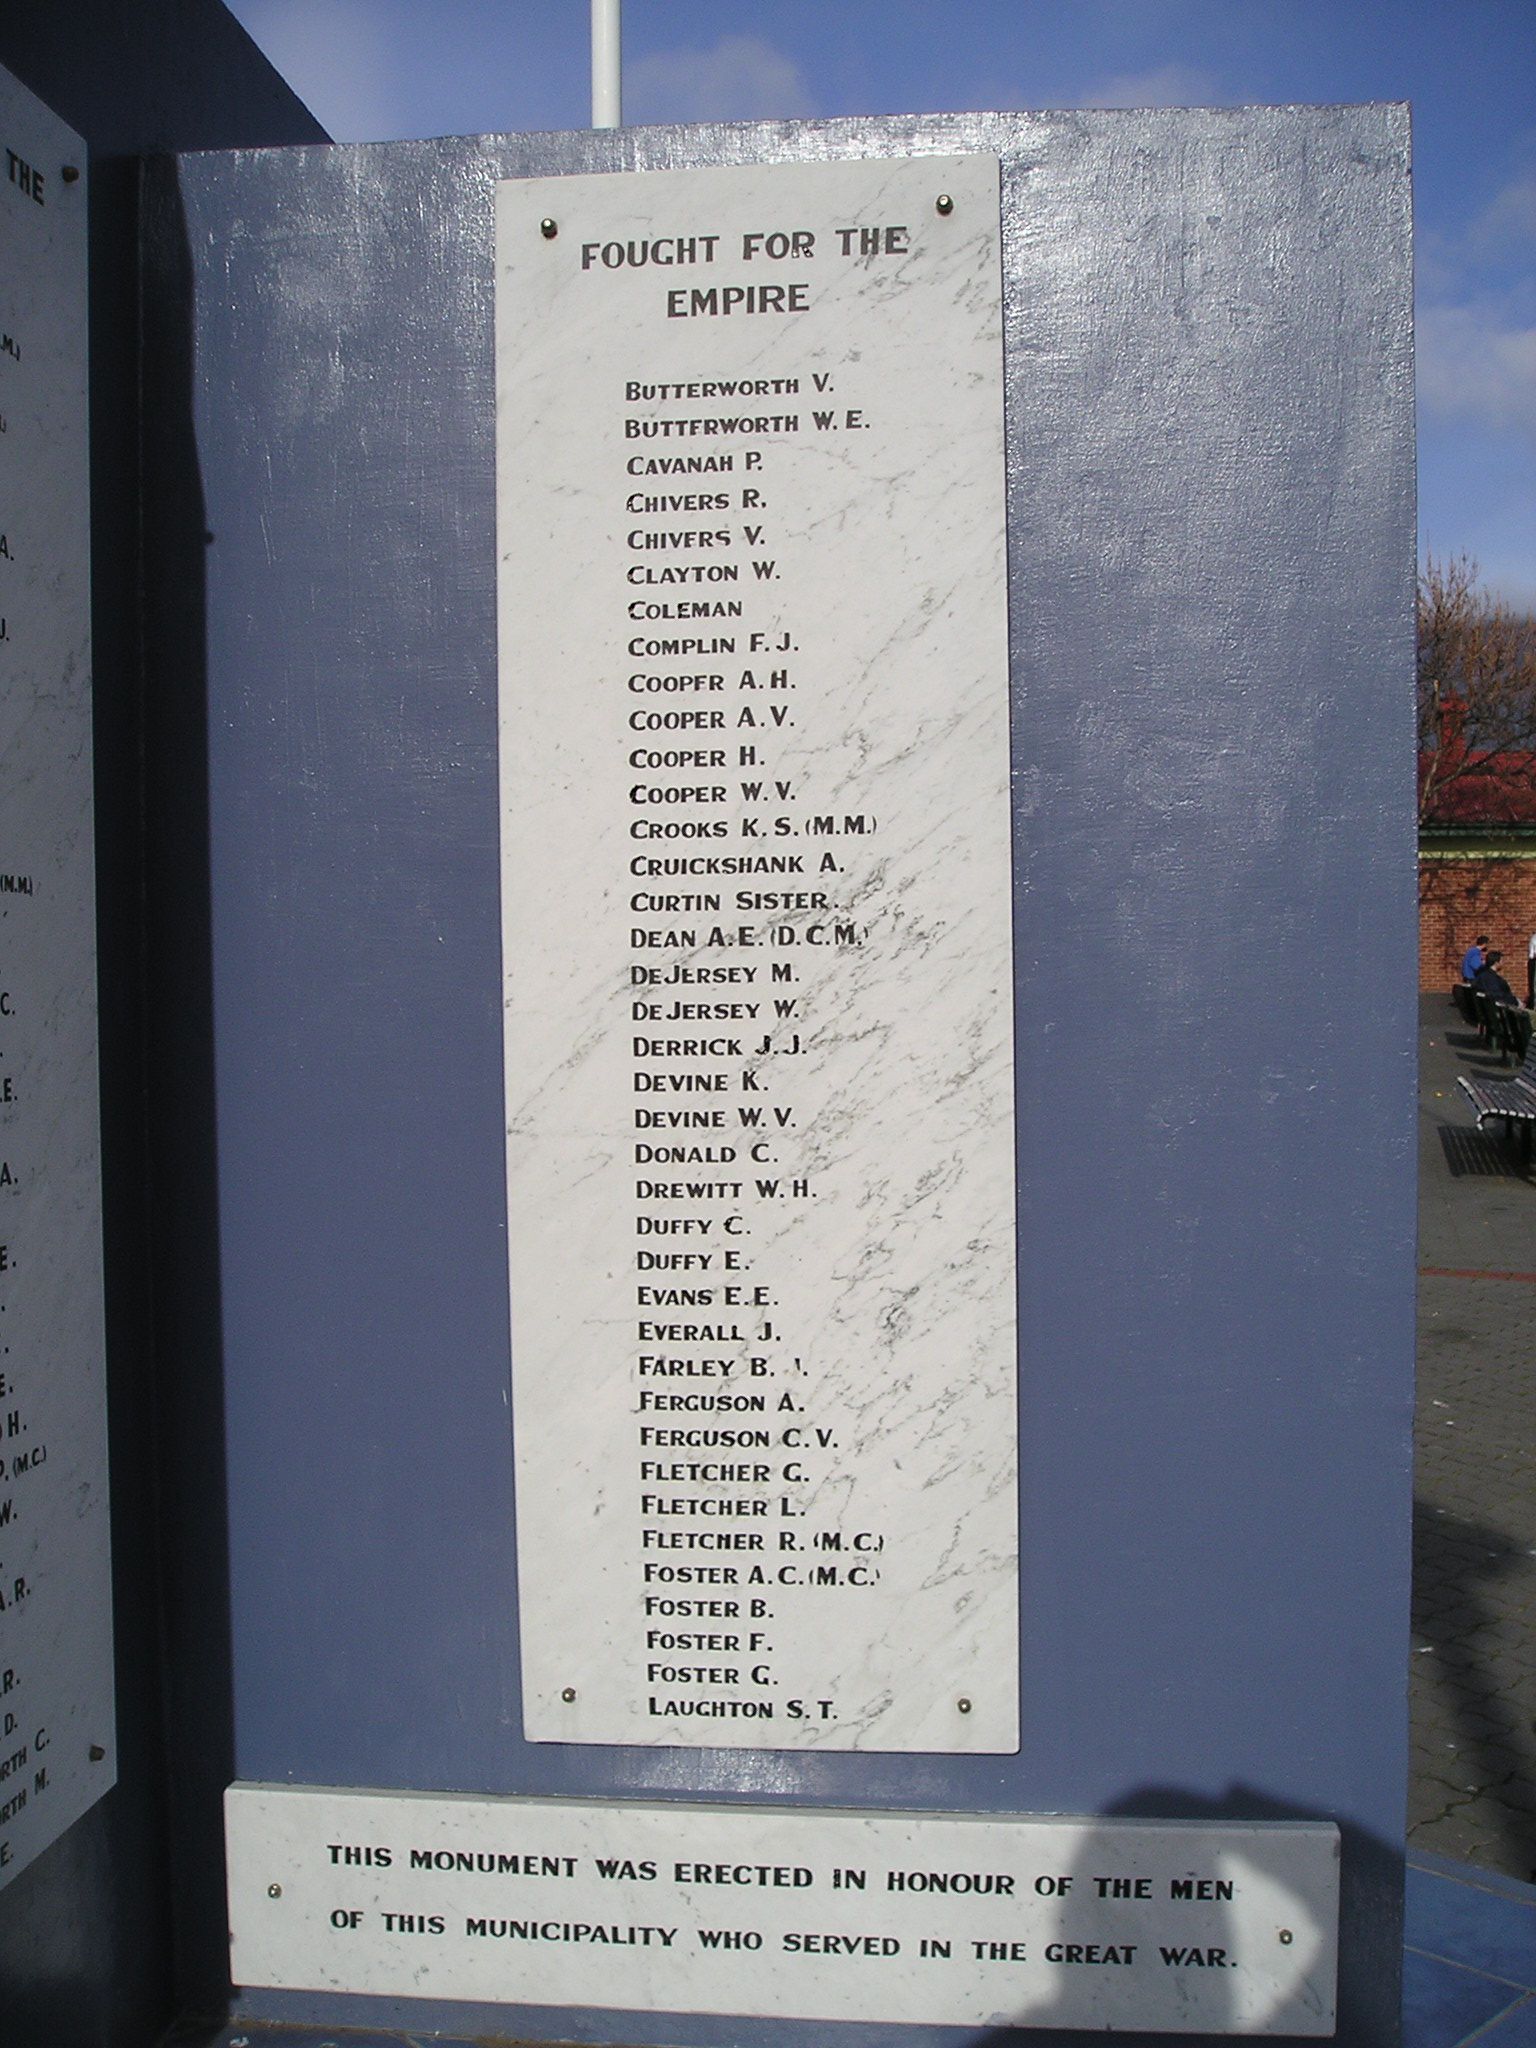 THE
M.)
A.
J.
(M.M.)
C.
E.
A.
E.
E.
H.
P. (M.C.)
W.
A. R.
R.
D.
ORTH C.
ORTH M.
E.
FOUGHT FOR THE
EMPIRE
BUTTERWORTH V.
BUTTERWORTH W. E.
CAVANAH P.
CHIVERS R.
CHIVERS V.
CLAYTON W.
COLEMAN
COMPLIN F. J.
COOPER A. H.
COOPER A. V.
COOPER H.
COOPER W. V.
CROOKS K. S. (M.M.)
CRUICKSHANK A.
CURTIN SISTER.
DEAN A. E. (D.C.M.)
DEJERSEY M.
DEJERSEY W.
DERRICK J. J.
DEVINE K.
DEVINE W. V.
DONALD C.
DREWITT W. H.
DUFFY C.
DUFFY E.
EVANS E. E.
EVERALL J.
FARLEY B.
FERGUSON A.
FERGUSON C. V.
FLETCHER G.
FLETCHER L.
FLETCHER R. (M.C.)
FOSTER A. C. (M.C.)
FOSTER B.
FOSTER F.
FOSTER G.
LAUGHTON S. T.
THIS MONUMENT WAS ERECTED IN HONOUR OF THE MEN
OF THIS MUNICIPALITY WHO SERVED IN THE GREAT WAR.